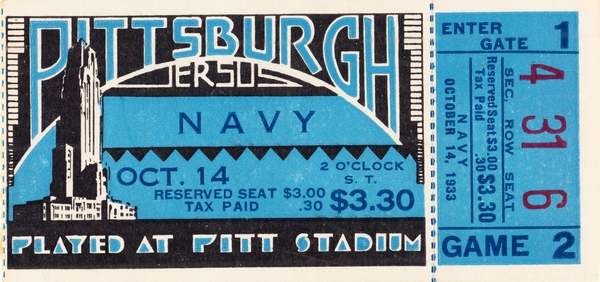 PITTSBURGH
VERSUS
NAVY
OCT. 14
2 O'CLOCK
S. T.
RESERVED SEAT $3.00
TAX PAID .30
$3.30
PLAYED AT PITT STADIUM
ENTER
GATE 1
SEC. ROW SEAT
4 31 6
Reserved Seat $3.00
Tax Paid .30
$3.30
NAVY
OCTOBER 14, 1933
GAME 2